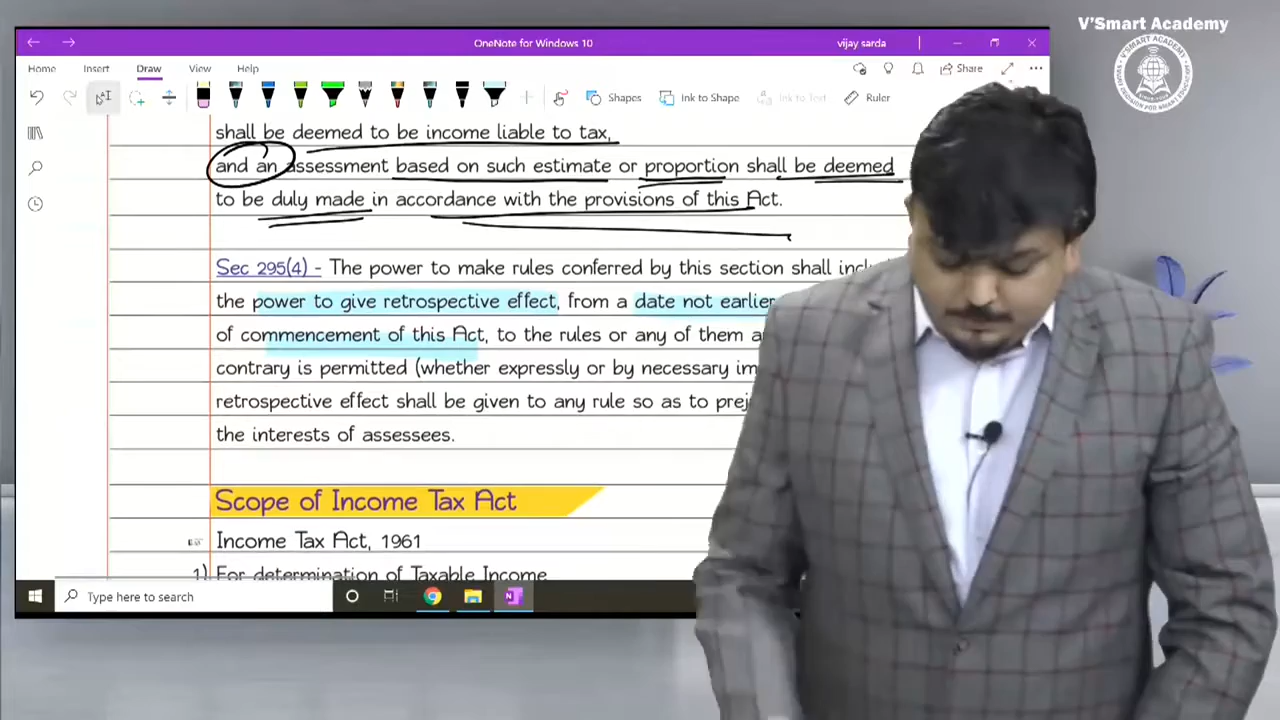 V'Smart Academy
OneNote for Windows 10
vijay sarda
Home Insert Draw View Help
Share
Shapes Ink to Shape Ink to Text Ruler
shall be deemed to be income liable to tax,
and an assessment based on such estimate or proportion shall be deemed
to be duly made in accordance with the provisions of this Act.
Sec 295(4) - The power to make rules conferred by this section shall
the power to give retrospective effect, from a date not earlier
of commencement of this Act, to the rules or any of them
contrary is permitted (whether expressly or by necessary
retrospective effect shall be given to any rule so as to
the interests of assessees.
Scope of Income Tax Act
Income Tax Act, 1961
1) For determination of Taxable Income
Type here to search